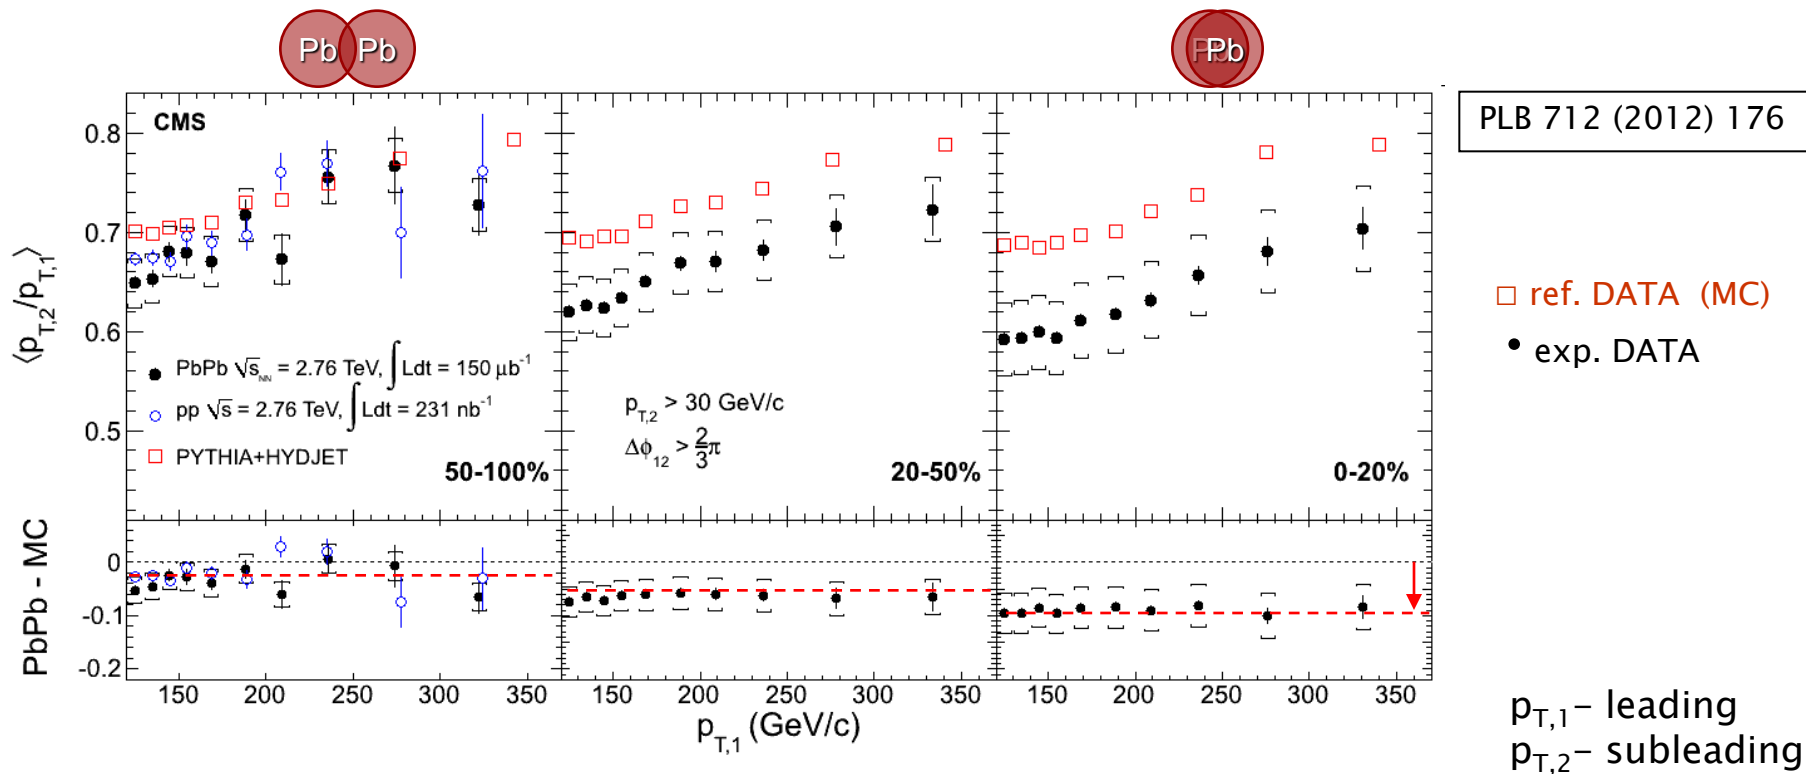 Pb Pb
Pb Pb
CMS
PLB 712 (2012) 176
0.8
0.7
0.6
0.5
⟨p_T,2/p_T,1⟩
PbPb √s_NN = 2.76 TeV, ∫Ldt = 150 μb⁻¹
pp √s = 2.76 TeV, ∫Ldt = 231 nb⁻¹
PYTHIA+HYDJET
50-100%
p_T,2 > 30 GeV/c
Δϕ_12 > 2/3 π
20-50%
0-20%
□ ref. DATA (MC)
• exp. DATA
PbPb - MC
0
-0.1
-0.2
150 200 250 300 350 150 200 250 300 150 200 250 300 350
p_T,1 (GeV/c)
p_T,1 – leading
p_T,2 – subleading